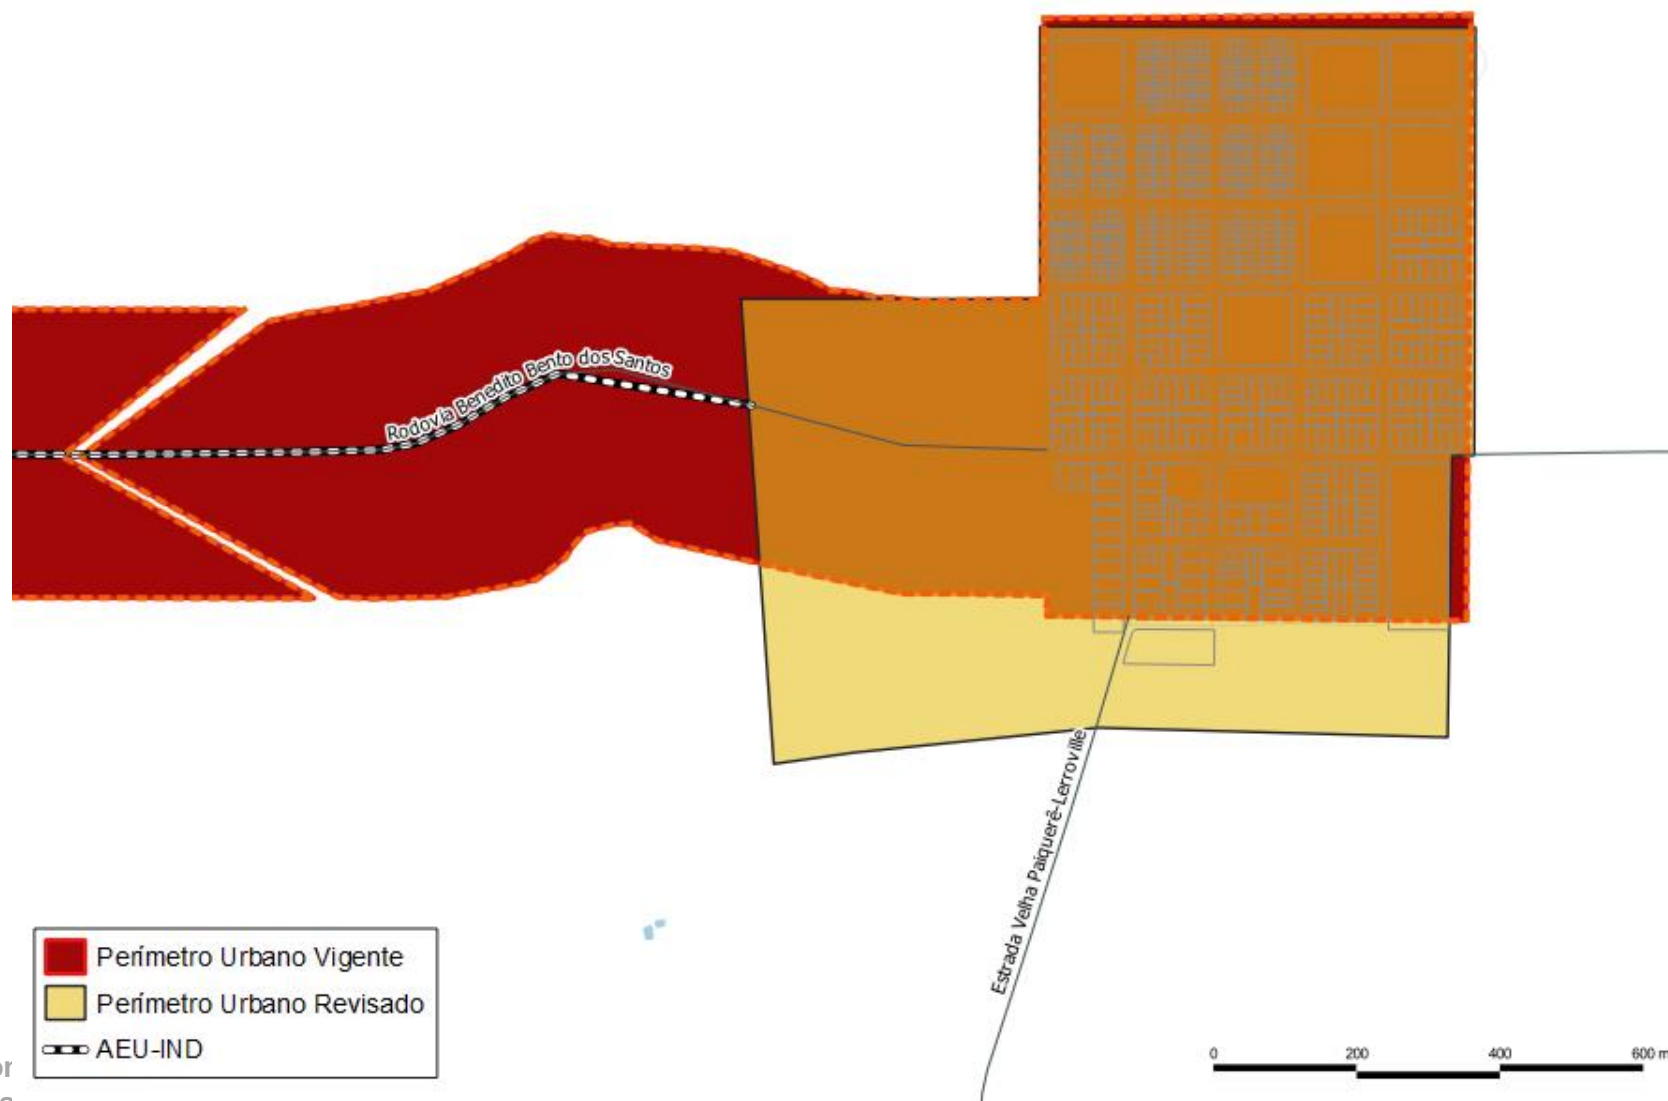 Rodovia Benedito Bento dos Santos
Estrada Velha Paiquerê-Lerroville
Perímetro Urbano Vigente
Perímetro Urbano Revisado
AEU-IND
0 200 400 600 m